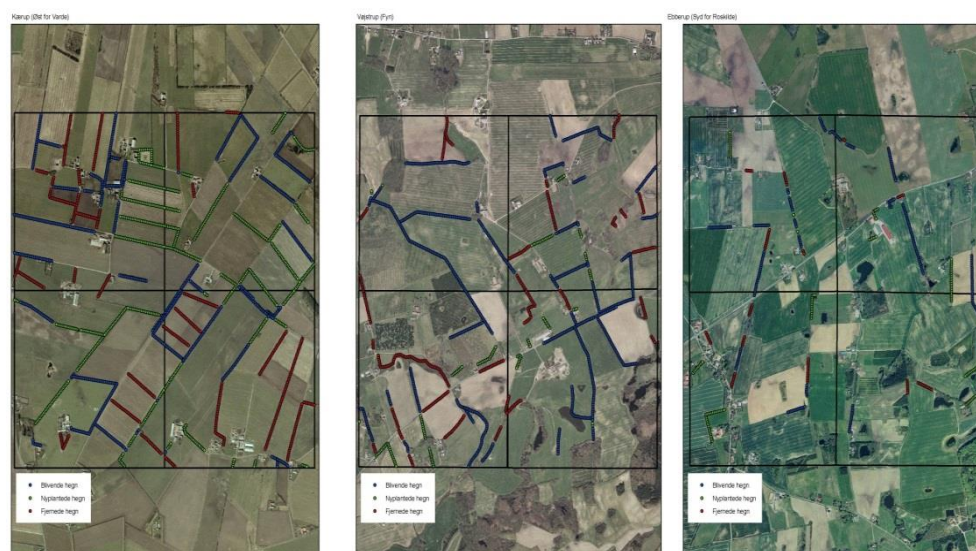 Kærup (Øst for Varde)
Vejstrup (Fyn)
Ebberup (Syd for Roskilde)
Blivende hegn
Nyplantede hegn
Fjernede hegn
Blivende hegn
Nyplantede hegn
Fjernede hegn
Blivende hegn
Nyplantede hegn
Fjernede hegn